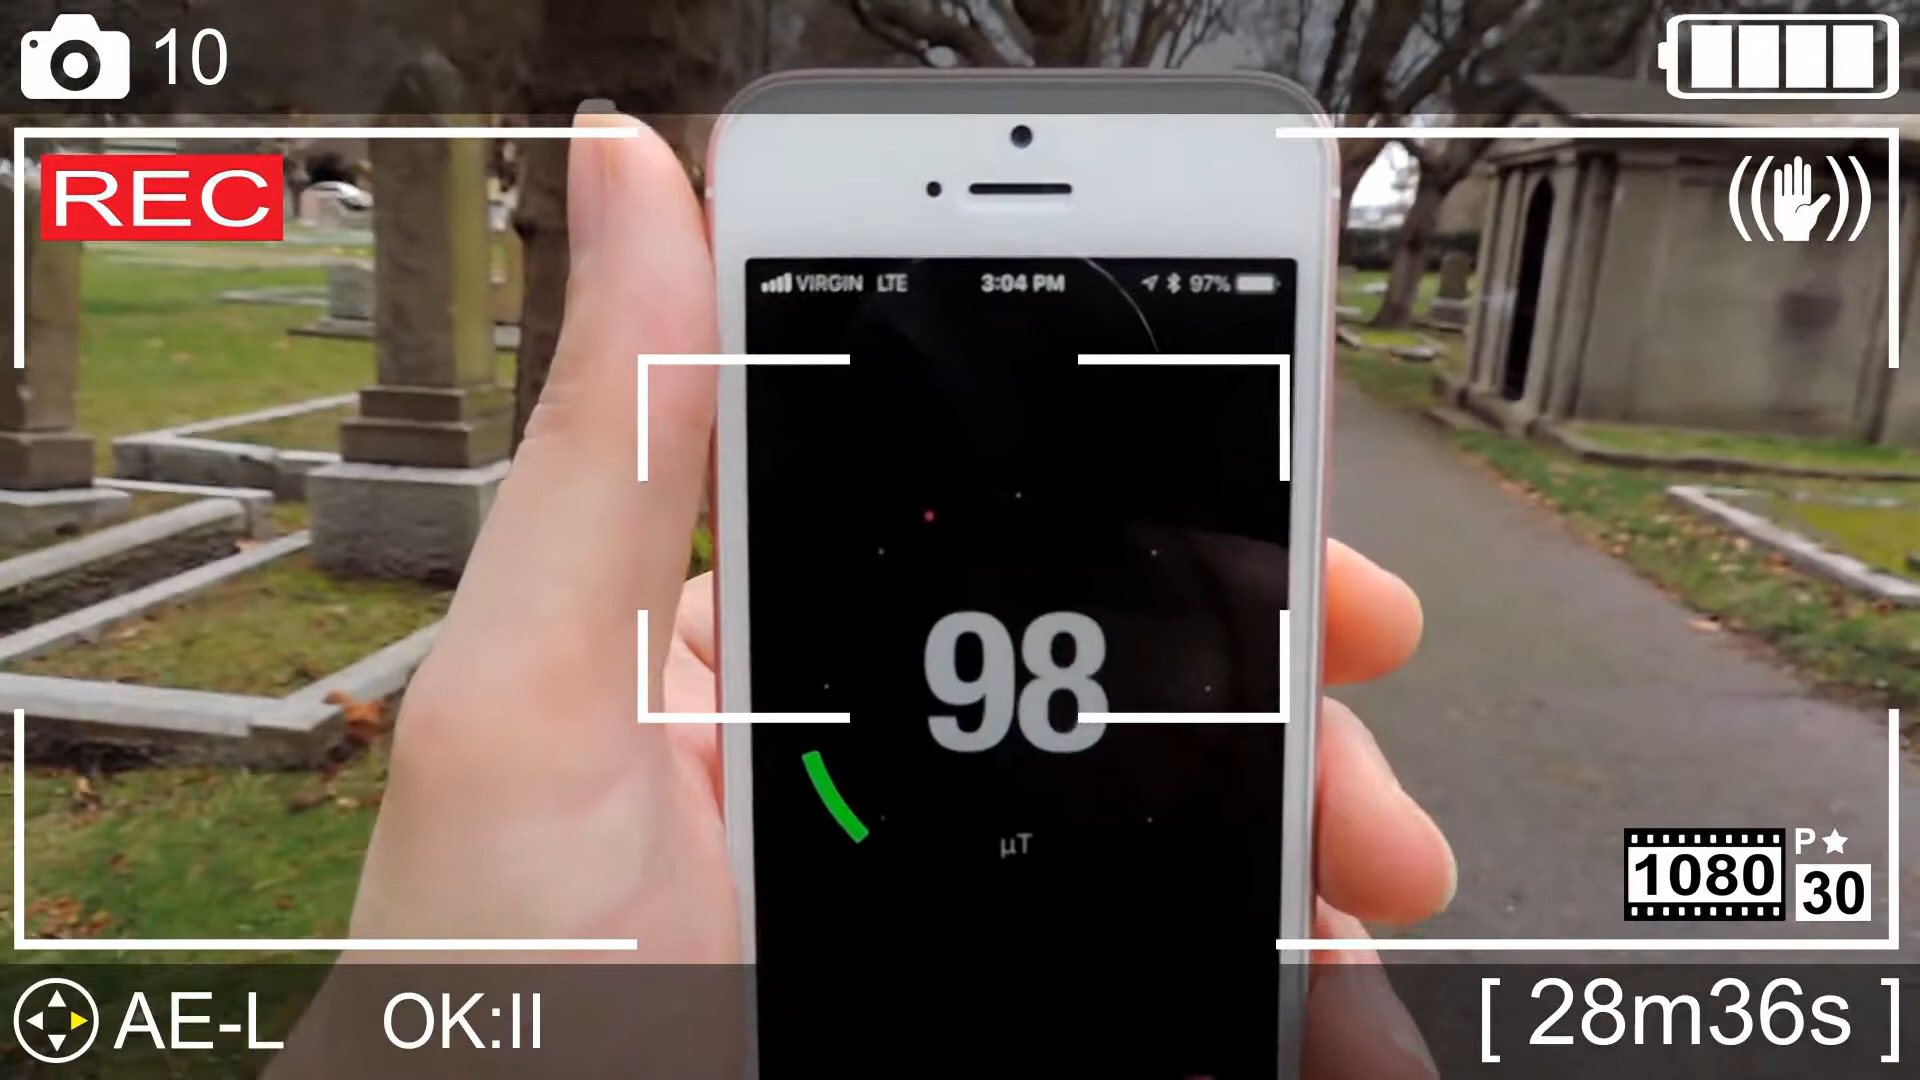 10
REC
VIRGIN LTE 3:04 PM 97%
98
µT
1080 P 30
AE-L OK:II [ 28m36s ]